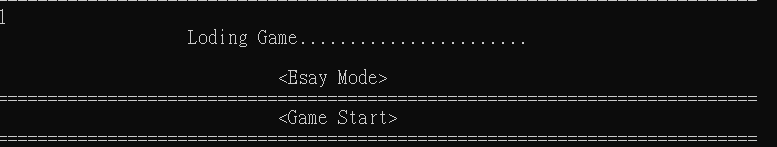 1
Loding Game.......................
<Esay Mode>
===========================================================================
<Game Start>
===========================================================================